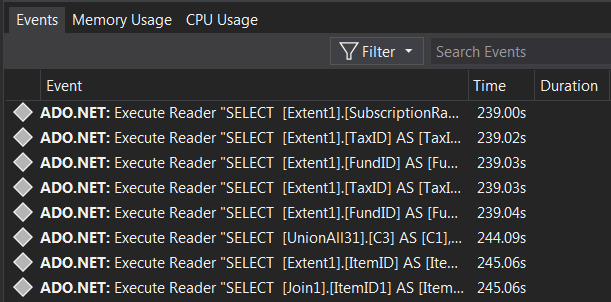 Events Memory Usage CPU Usage
Filter Search Events
Event Time Duration
ADO.NET: Execute Reader "SELECT [Extent1].[SubscriptionRa... 239.00s
ADO.NET: Execute Reader "SELECT [Extent1].[TaxID] AS [TaxI... 239.02s
ADO.NET: Execute Reader "SELECT [Extent1].[FundID] AS [Fu... 239.03s
ADO.NET: Execute Reader "SELECT [Extent1].[TaxID] AS [TaxI... 239.03s
ADO.NET: Execute Reader "SELECT [Extent1].[FundID] AS [Fu... 239.04s
ADO.NET: Execute Reader "SELECT [UnionAll31].[C3] AS [C1],... 244.09s
ADO.NET: Execute Reader "SELECT [Extent1].[ItemID] AS [Ite... 245.06s
ADO.NET: Execute Reader "SELECT [Join1].[ItemID1] AS [Item... 245.06s